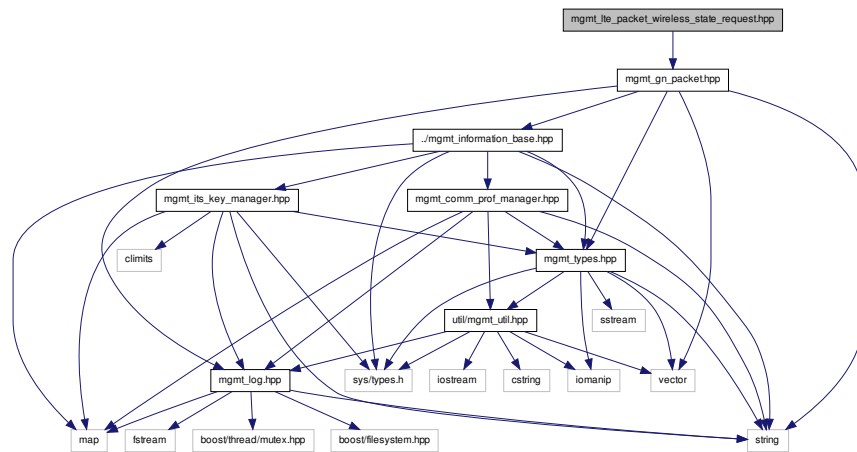 mgmt_lte_packet_wireless_state_request.hpp
mgmt_gn_packet.hpp
../mgmt_information_base.hpp
mgmt_its_key_manager.hpp
mgmt_comm_prof_manager.hpp
climits
mgmt_types.hpp
util/mgmt_util.hpp
sstream
mgmt_log.hpp
sys/types.h
iostream
cstring
iomanip
vector
map
fstream
boost/thread/mutex.hpp
boost/filesystem.hpp
string